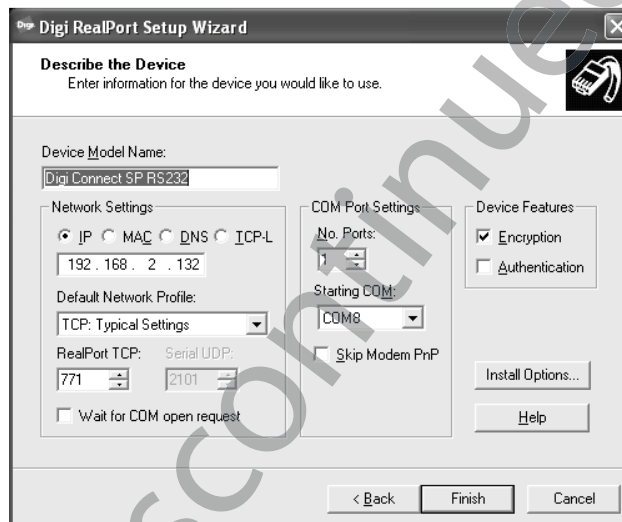 Digi Digi RealPort Setup Wizard
Describe the Device
Enter information for the device you would like to use.
Device Model Name:
Digi Connect SP RS232
Network Settings
IP MAC DNS TCP-L
192 . 168 . 2 . 132
Default Network Profile:
TCP: Typical Settings
RealPort TCP: Serial UDP:
771 2101
Wait for COM open request
COM Port Settings
No. Ports:
1
Starting COM:
COM8
Skip Modem PnP
Device Features
Encryption
Authentication
Install Options...
Help
< Back Finish Cancel
scontinued